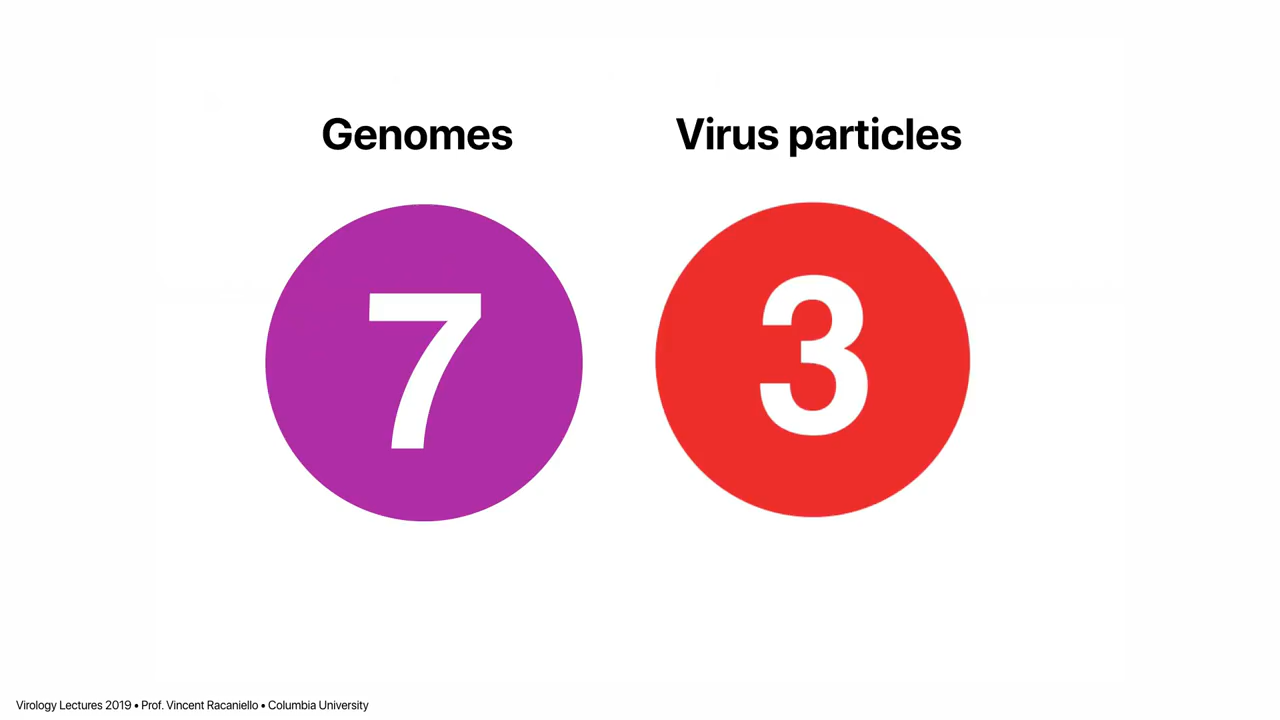 Genomes
Virus particles
7
3
Virology Lectures 2019 • Prof. Vincent Racaniello • Columbia University